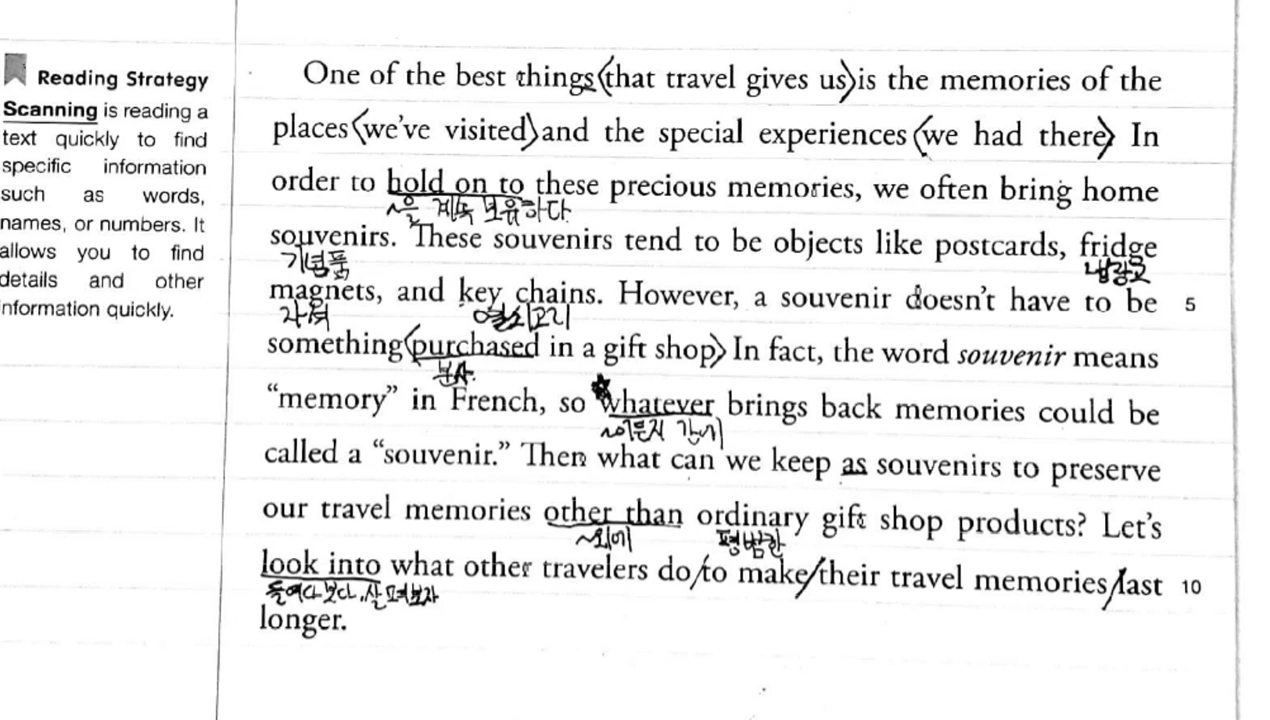 Reading Strategy
Scanning is reading a
text quickly to find
specific information
such as words,
names, or numbers. It
allows you to find
details and other
nformation quickly.
One of the best things that travel gives us is the memories of the
places we've visited and the special experiences we had there. In
order to hold on to these precious memories, we often bring home
~을 계속 보유하다
souvenirs. These souvenirs tend to be objects like postcards, fridge
기념품 냉장고
magnets, and key chains. However, a souvenir doesn't have to be 5
자석 열쇠고리
something purchased in a gift shop. In fact, the word souvenir means
분사
"memory" in French, so whatever brings back memories could be
~이든지 간에
called a "souvenir." Then what can we keep as souvenirs to preserve
our travel memories other than ordinary gift shop products? Let's
~외에 평범한
look into what other travelers do/to make/their travel memories/last 10
들여다 보다, 살펴보자
longer.